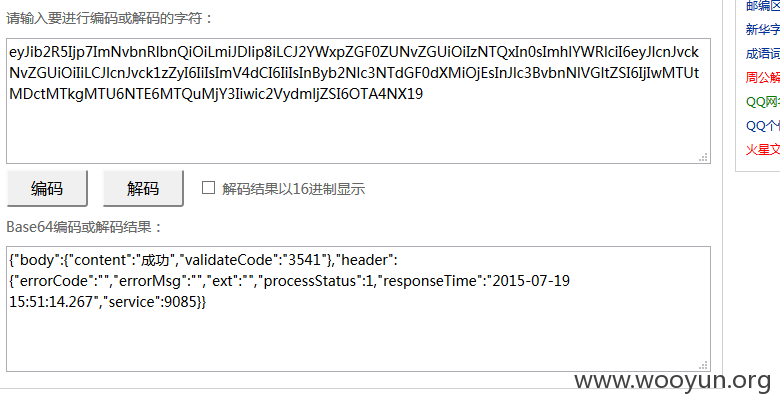 请输入要进行编码或解码的字符：
eyJib2R5Ijp7ImNvbnRlbnQiOiLmiJDlip8iLCJ2YWxpZGF0ZUNvZGUiOiIzNTQxIn0sImhlYWRlciI6eyJlcnJvck
NvZGUiOiIiLCJlcnJvck1zZyI6IiIsImV4dCI6IiIsInByb2Nlc3NTdGF0dXMiOjEsInJlc3BvbnNlVGltZSI6IjIwMTUt
MDctMTkgMTU6NTE6MTQuMjY3Iiwic2VydmljZSI6OTA4NX19
编码
解码
解码结果以16进制显示
Base64编码或解码结果：
{"body":{"content":"成功","validateCode":"3541"},"header":
{"errorCode":"","errorMsg":"","ext":"","processStatus":1,"responseTime":"2015-07-19
15:51:14.267","service":9085}}
邮编区
新华字
成语词
周公解
QQ网名
QQ个
火星文
www.wooyun.org